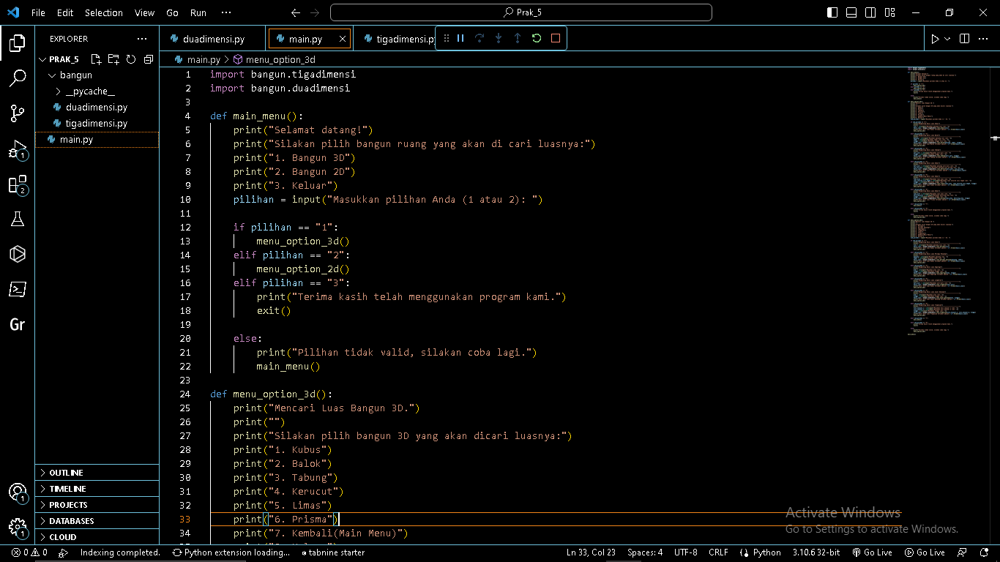 File Edit Selection View Go Run ··· Prak_5
EXPLORER ···
duadimensi.py main.py tigadimensi.py
PRAK_5
main.py > menu_option_3d
bangun
__pycache__
duadimensi.py
tigadimensi.py
main.py
1 import bangun.tigadimensi
2 import bangun.duadimensi
3
4 def main_menu():
5 print("Selamat datang!")
6 print("Silakan pilih bangun ruang yang akan di cari luasnya:")
7 print("1. Bangun 3D")
8 print("2. Bangun 2D")
9 print("3. Keluar")
10 pilihan = input("Masukkan pilihan Anda (1 atau 2): ")
11
12 if pilihan == "1":
13 menu_option_3d()
14 elif pilihan == "2":
15 menu_option_2d()
16 elif pilihan == "3":
17 print("Terima kasih telah menggunakan program kami.")
18 exit()
19
20 else:
21 print("Pilihan tidak valid, silakan coba lagi.")
22 main_menu()
23
24 def menu_option_3d():
25 print("Mencari Luas Bangun 3D.")
26 print("")
27 print("Silakan pilih bangun 3D yang akan dicari luasnya:")
28 print("1. Kubus")
29 print("2. Balok")
30 print("3. Tabung")
31 print("4. Kerucut")
32 print("5. Limas")
33 print("6. Prisma")
34 print("7. Kembali(Main Menu)")
1
2
Gr
1
1
OUTLINE
TIMELINE
PROJECTS
DATABASES
CLOUD
Activate Windows
Go to Settings to activate Windows.
0 0 Indexing completed. Python extension loading... tabnine starter Ln 33, Col 23 Spaces: 4 UTF-8 CRLF Python 3.10.6 32-bit Go Live Go Live